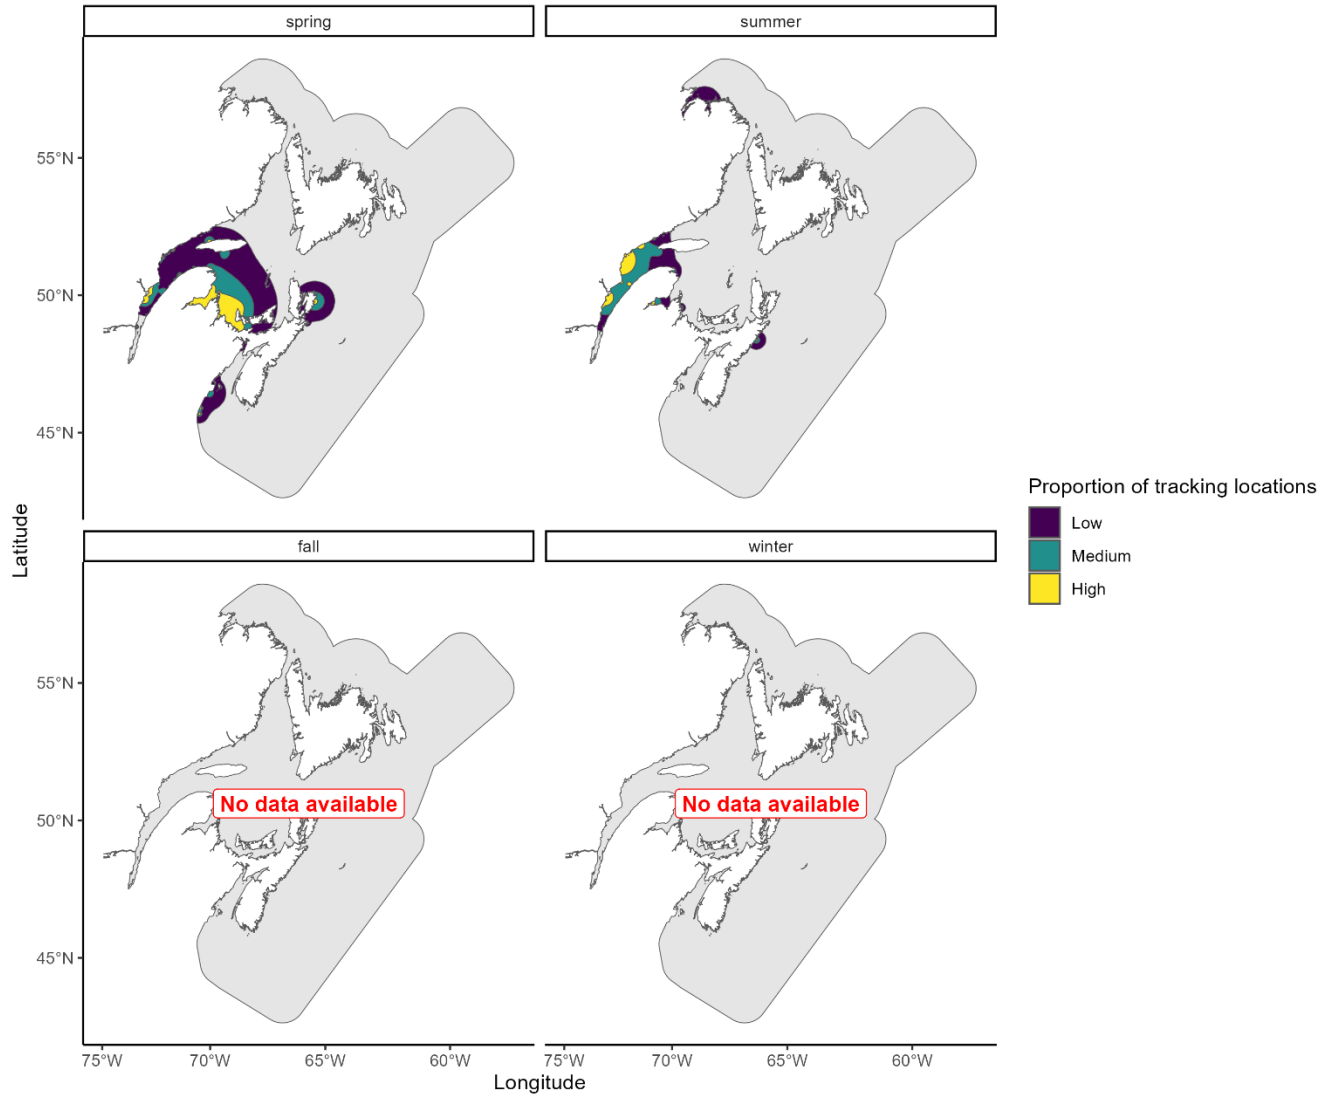 spring
summer
55°N
50°N
45°N
Latitude
fall
winter
55°N
50°N
45°N
No data available
No data available
75°W
70°W
65°W
60°W
75°W
70°W
65°W
60°W
Longitude
Proportion of tracking locations
Low
Medium
High